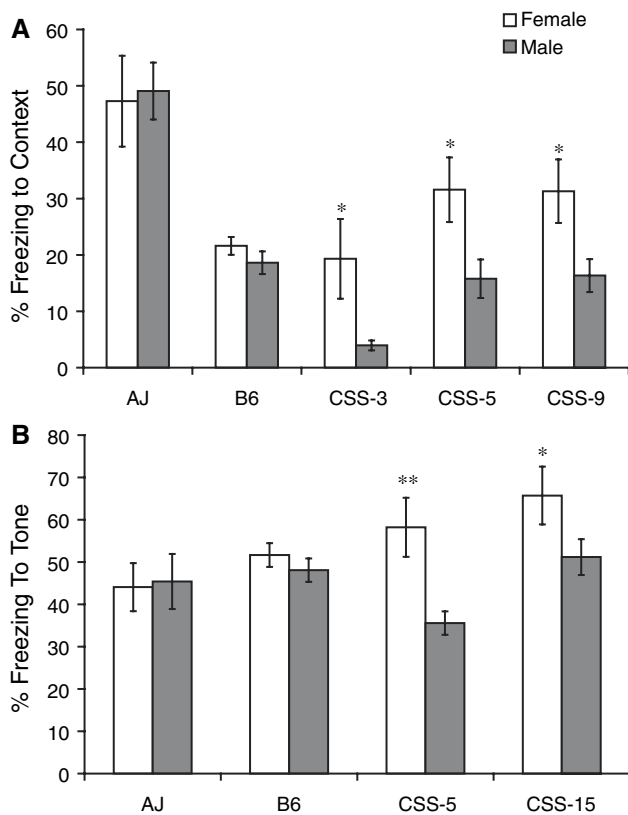 A
Female
Male
% Freezing to Context
60
50
40
30
20
10
0
*
*
*
AJ
B6
CSS-3
CSS-5
CSS-9
B
% Freezing To Tone
80
70
60
50
40
30
20
10
0
**
*
AJ
B6
CSS-5
CSS-15